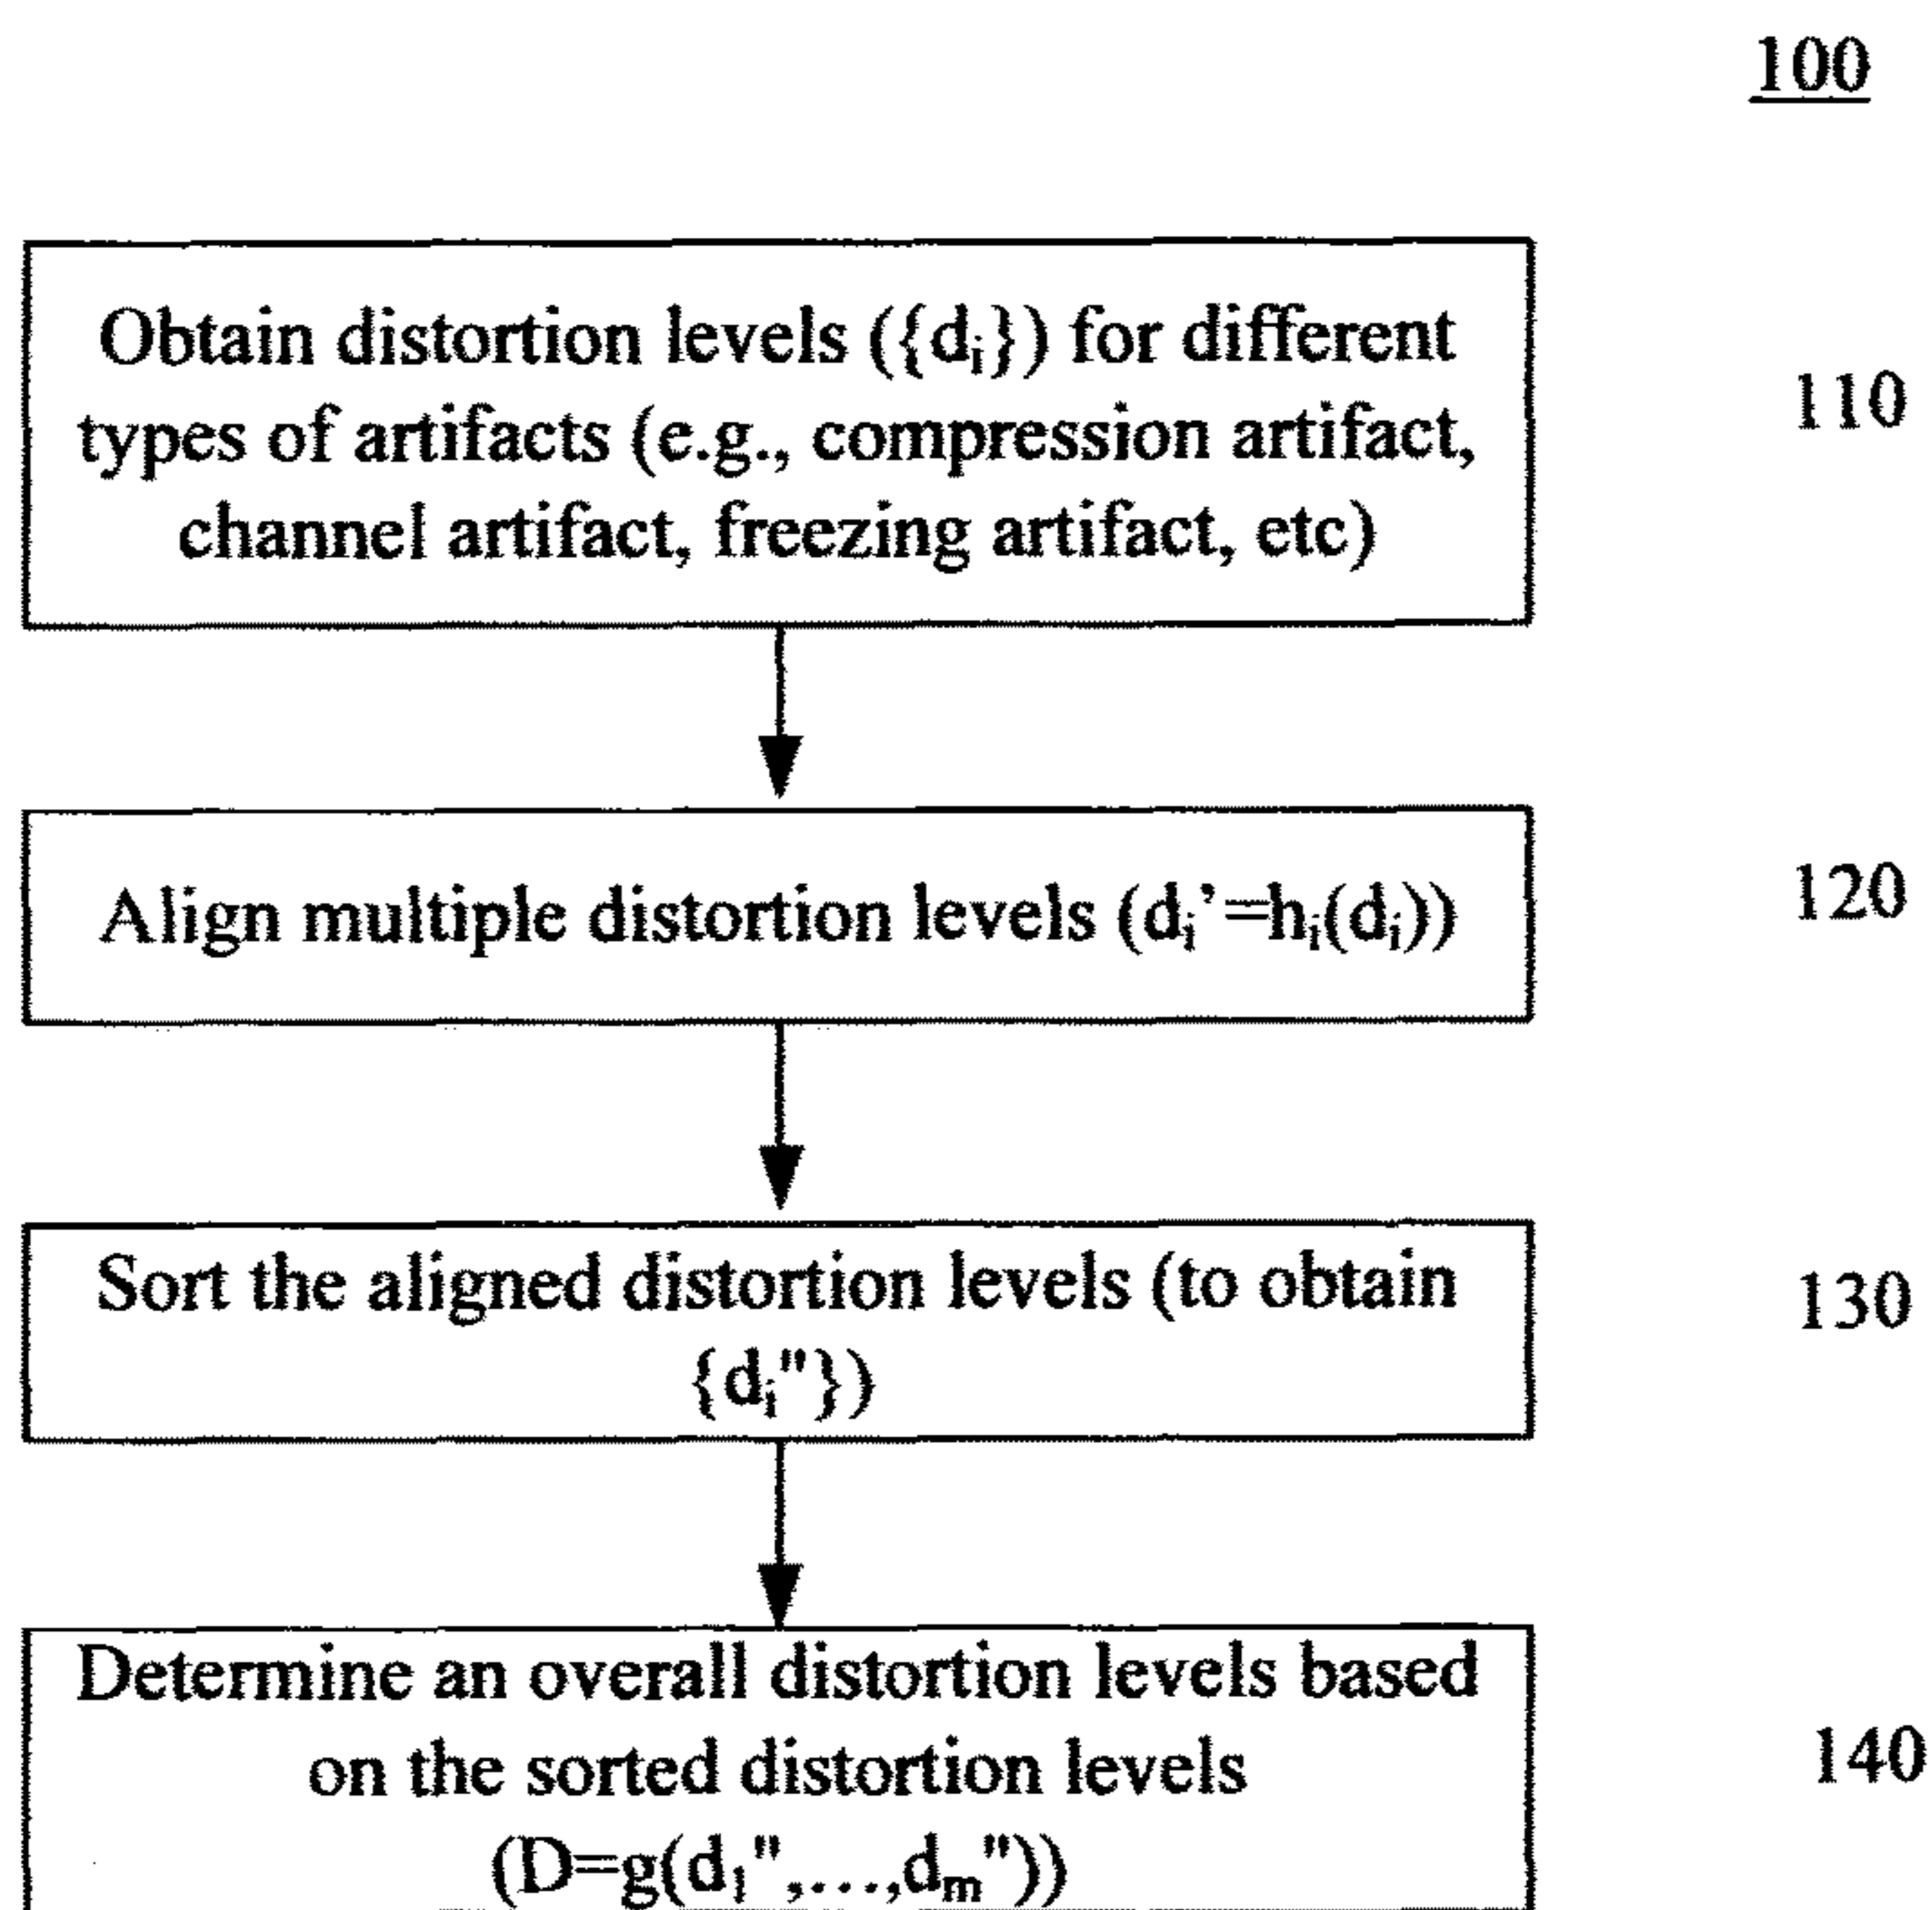 100
Obtain distortion levels ({dᵢ}) for different
types of artifacts (e.g., compression artifact,
channel artifact, freezing artifact, etc)
110
Align multiple distortion levels (dᵢ’=hᵢ(dᵢ))
120
Sort the aligned distortion levels (to obtain
{dᵢ"})
130
Determine an overall distortion levels based
on the sorted distortion levels
(D=g(d₁",...,dₘ"))
140